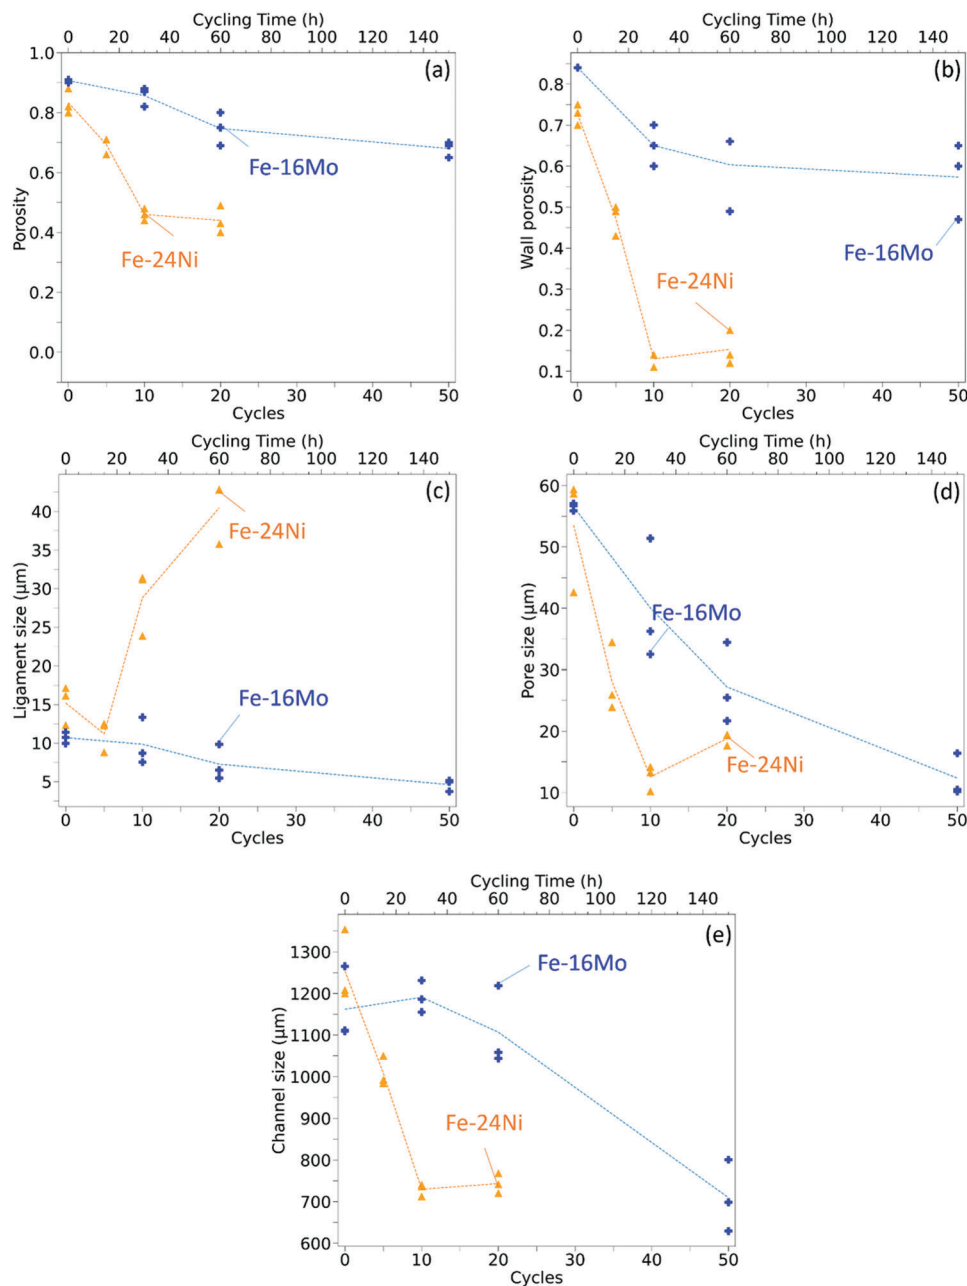 Cycling Time (h)
0 20 40 60 80 100 120 140
1.0
0.8
0.6
0.4
0.2
0.0
Porosity
(a)
Fe-16Mo
Fe-24Ni
0 10 20 30 40 50
Cycles
Cycling Time (h)
0 20 40 60 80 100 120 140
0.8
0.7
0.6
0.5
0.4
0.3
0.2
0.1
Wall porosity
(b)
Fe-16Mo
Fe-24Ni
0 10 20 30 40 50
Cycles
Cycling Time (h)
0 20 40 60 80 100 120 140
40
35
30
25
20
15
10
5
Ligament size (μm)
(c)
Fe-24Ni
Fe-16Mo
0 10 20 30 40 50
Cycles
Cycling Time (h)
0 20 40 60 80 100 120 140
60
50
40
30
20
10
Pore size (μm)
(d)
Fe-16Mo
Fe-24Ni
0 10 20 30 40 50
Cycles
Cycling Time (h)
0 20 40 60 80 100 120 140
1300
1200
1100
1000
900
800
700
600
Channel size (μm)
(e)
Fe-16Mo
Fe-24Ni
0 10 20 30 40 50
Cycles